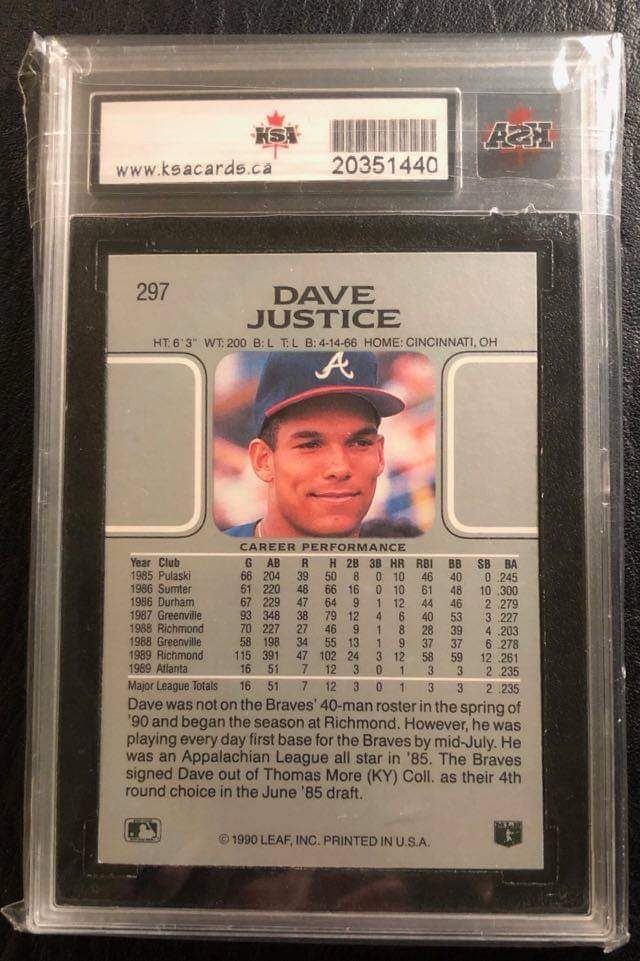 KSA
www.ksacards.ca
20351440
KSA
297
DAVE
JUSTICE
HT: 6'3" WT: 200 B: L T: L B: 4-14-66 HOME: CINCINNATI, OH
A
CAREER PERFORMANCE
Year Club G AB R H 2B 3B HR RBI BB SB BA
1985 Pulaski 66 204 39 50 8 0 10 46 40 0 .245
1986 Sumter 61 220 48 66 16 0 10 61 48 10 .300
1986 Durham 67 229 47 64 9 1 12 44 46 2 .279
1987 Greenville 93 348 38 79 12 4 6 40 53 3 .227
1988 Richmond 70 227 27 46 9 1 8 28 39 4 .203
1988 Greenville 58 198 34 55 13 1 9 37 37 6 .278
1989 Richmond 115 391 47 102 24 3 12 58 59 12 .261
1989 Atlanta 16 51 7 12 3 0 1 3 3 2 .235
Major League Totals 16 51 7 12 3 0 1 3 3 2 .235
Dave was not on the Braves' 40-man roster in the spring of
'90 and began the season at Richmond. However, he was
playing every day first base for the Braves by mid-July. He
was an Appalachian League all star in '85. The Braves
signed Dave out of Thomas More (KY) Coll. as their 4th
round choice in the June '85 draft.
© 1990 LEAF, INC. PRINTED IN U.S.A.